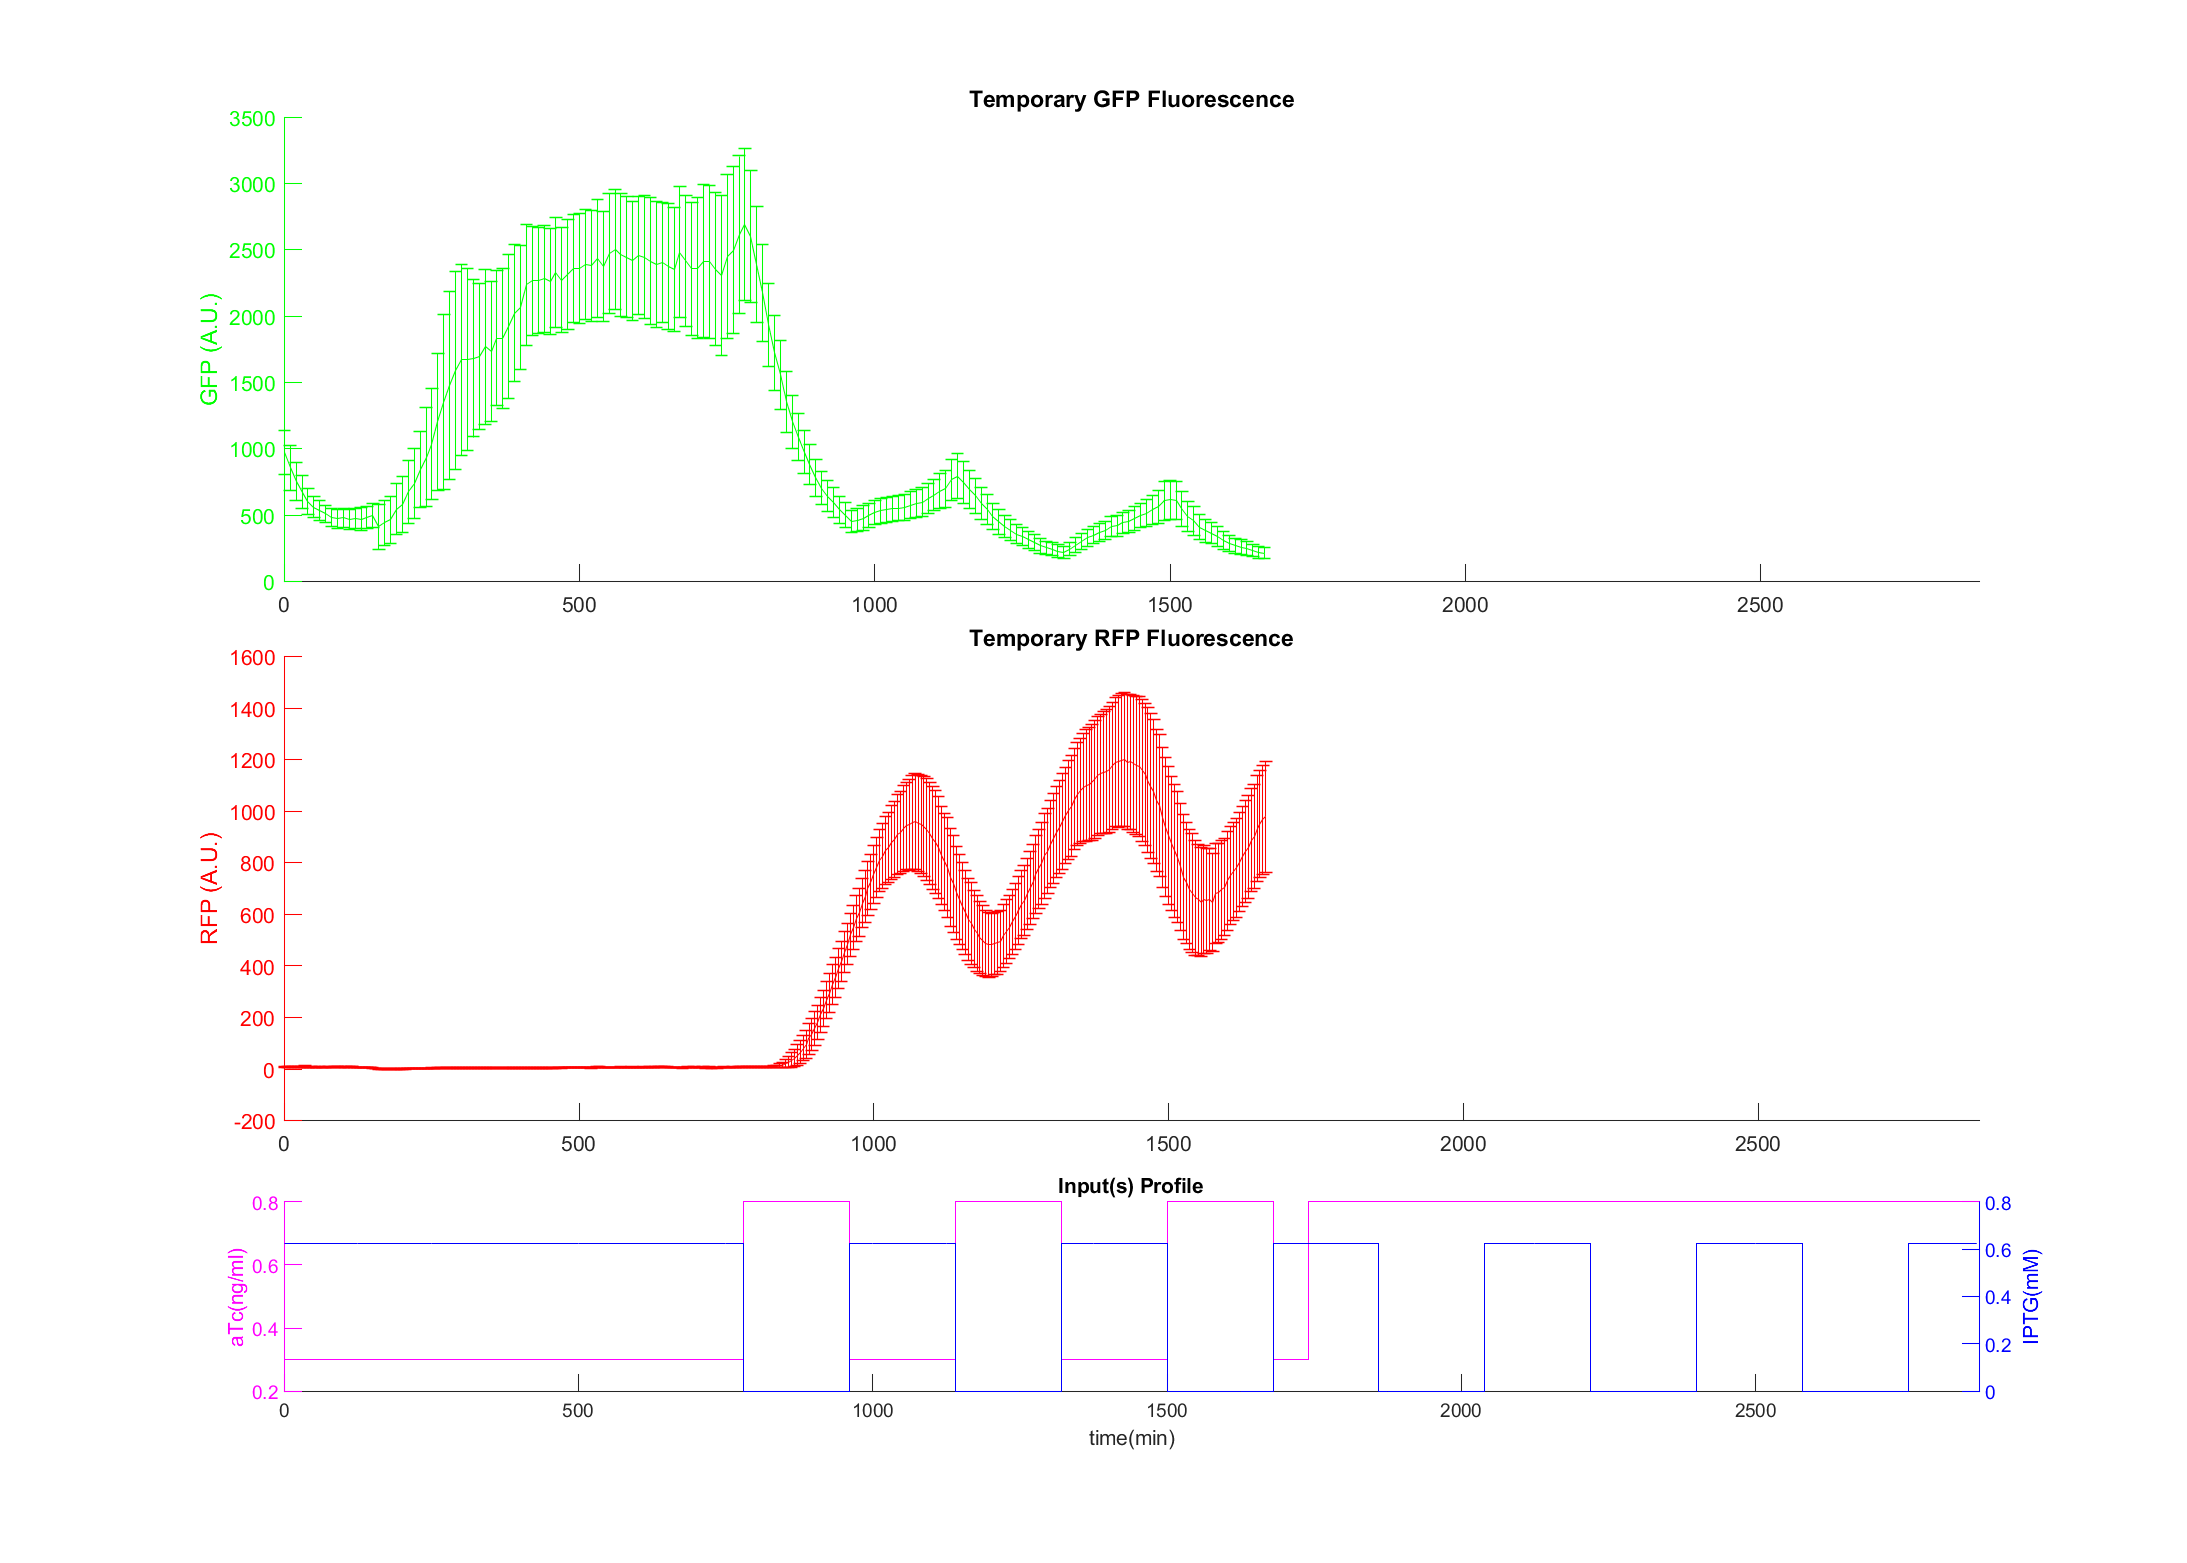 Temporary GFP Fluorescence
GFP (A.U.)
3500
3000
2500
2000
1500
1000
500
0
0 500 1000 1500 2000 2500
Temporary RFP Fluorescence
RFP (A.U.)
1600
1400
1200
1000
800
600
400
200
0
-200
0 500 1000 1500 2000 2500
Input(s) Profile
aTc(ng/ml)
0.8
0.6
0.4
0.2
IPTG(mM)
0.8
0.6
0.4
0.2
0
0 500 1000 1500 2000 2500
time(min)